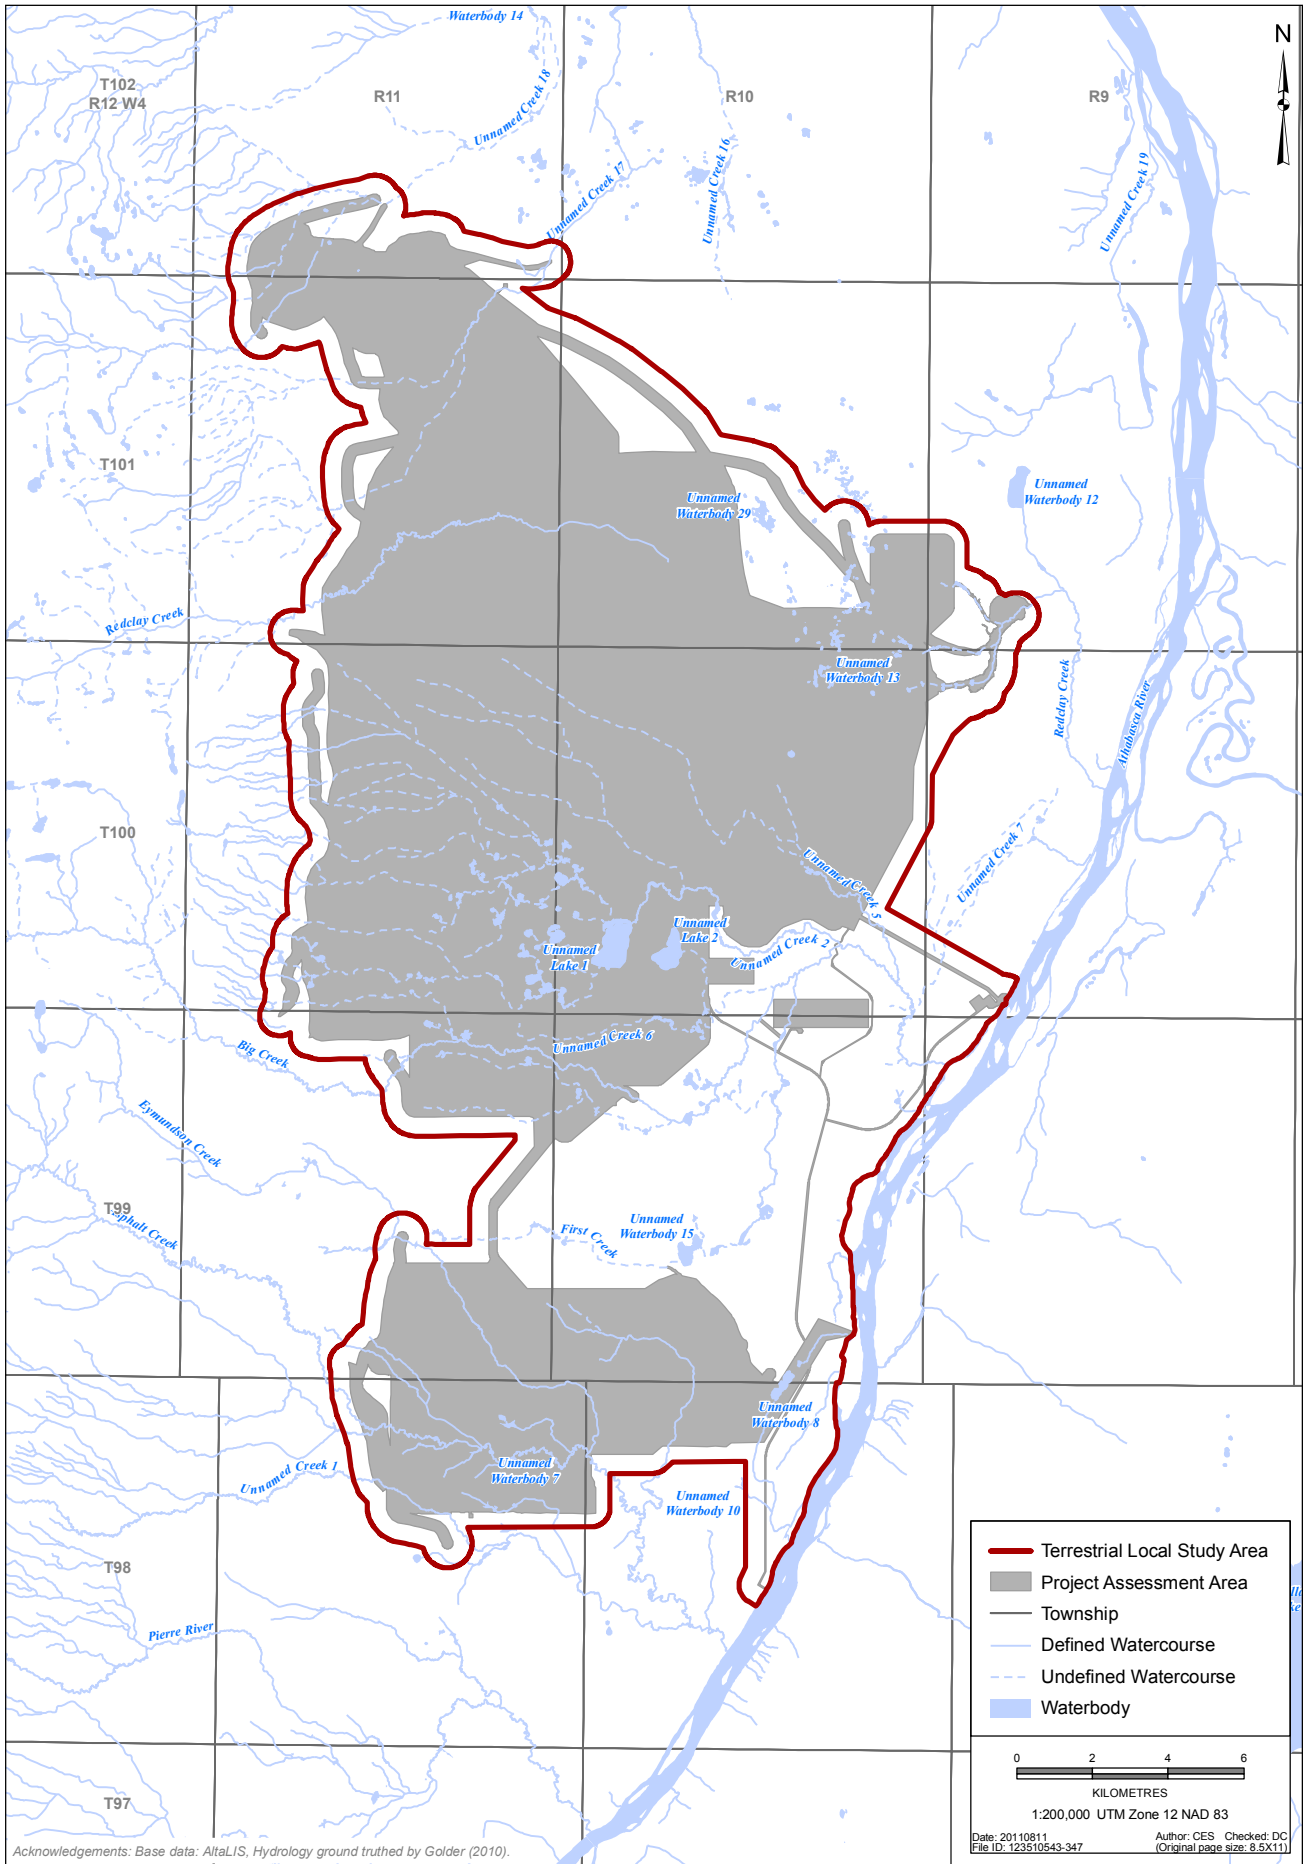 Waterbody 14
N
T102
R12 W4
R11
R10
R9
Unnamed Creek 18
Unnamed Creek 17
Unnamed Creek 16
Unnamed Creek 19
T101
Unnamed
Waterbody 29
Unnamed
Waterbody 12
Redclay Creek
Unnamed
Waterbody 13
Redclay Creek
Athabasca River
T100
Unnamed Creek 5
Unnamed Creek 7
Unnamed
Lake 1
Unnamed
Lake 2
Unnamed Creek 2
Unnamed Creek 6
Big Creek
Eymundson Creek
T99
sphalt Creek
First Creek
Unnamed
Waterbody 15
Unnamed
Waterbody 8
Unnamed Creek 1
Unnamed
Waterbody 7
Unnamed
Waterbody 10
T98
Pierre River
T97
Terrestrial Local Study Area
Project Assessment Area
Township
Defined Watercourse
Undefined Watercourse
Waterbody
0 2 4 6
KILOMETRES
1:200,000 UTM Zone 12 NAD 83
Date: 20110811 Author: CES Checked: DC
File ID: 123510543-347 (Original page size: 8.5X11)
Acknowledgements: Base data: AltaLIS, Hydrology ground truthed by Golder (2010).